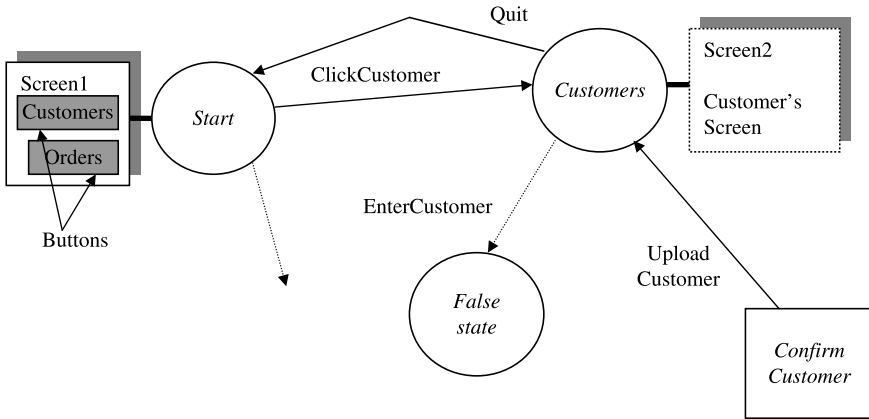 Quit
Screen1
Customers
Orders
Buttons
Start
ClickCustomer
Customers
Screen2
Customer's
Screen
EnterCustomer
False
state
Upload
Customer
Confirm
Customer